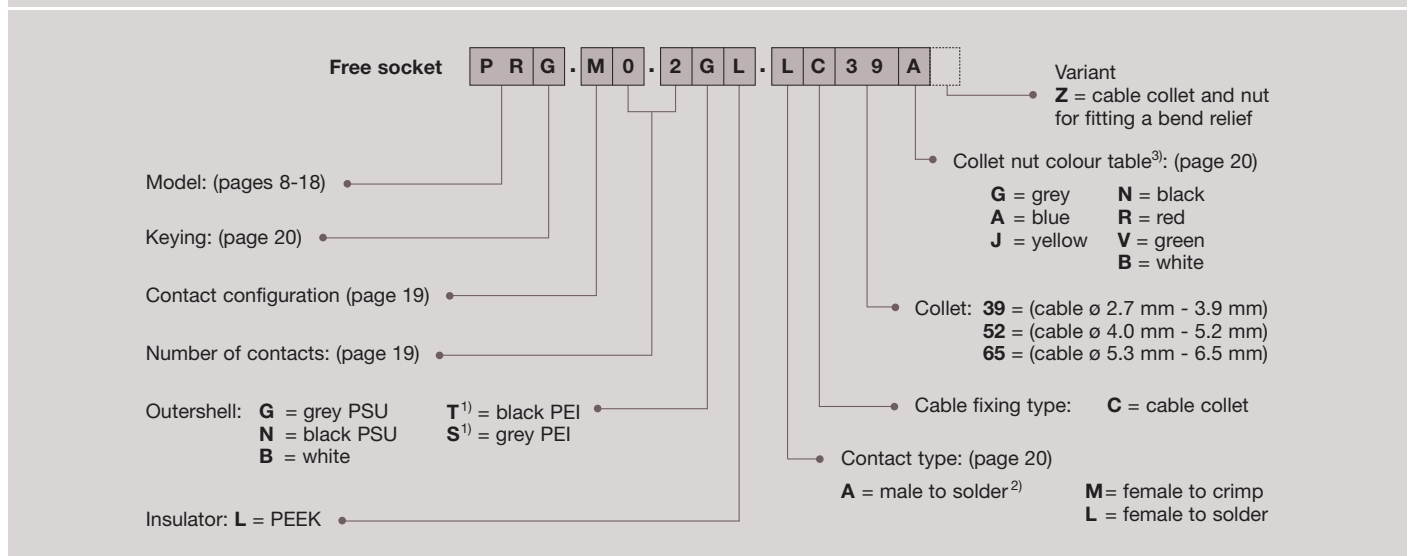 Free socket P R G . M 0 . 2 G L . L C 3 9 A
Variant
Z = cable collet and nut
for fitting a bend relief
Collet nut colour table3): (page 20)
G = grey N = black
A = blue R = red
J = yellow V = green
B = white
Collet: 39 = (cable ø 2.7 mm - 3.9 mm)
52 = (cable ø 4.0 mm - 5.2 mm)
65 = (cable ø 5.3 mm - 6.5 mm)
Cable fixing type: C = cable collet
Contact type: (page 20)
A = male to solder2) M= female to crimp
L = female to solder
Model: (pages 8-18)
Keying: (page 20)
Contact configuration (page 19)
Number of contacts: (page 19)
Outershell: G = grey PSU T1) = black PEI
N = black PSU S1) = grey PEI
B = white
Insulator: L = PEEK